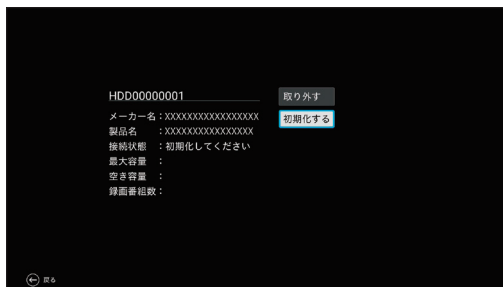 HDD00000001
取り外す
メーカー名：XXXXXXXXXXXXXXXXX
初期化する
製品名　：XXXXXXXXXXXXXXXX
接続状態　：初期化してください
最大容量　：
空き容量　：
録画番組数：
戻る